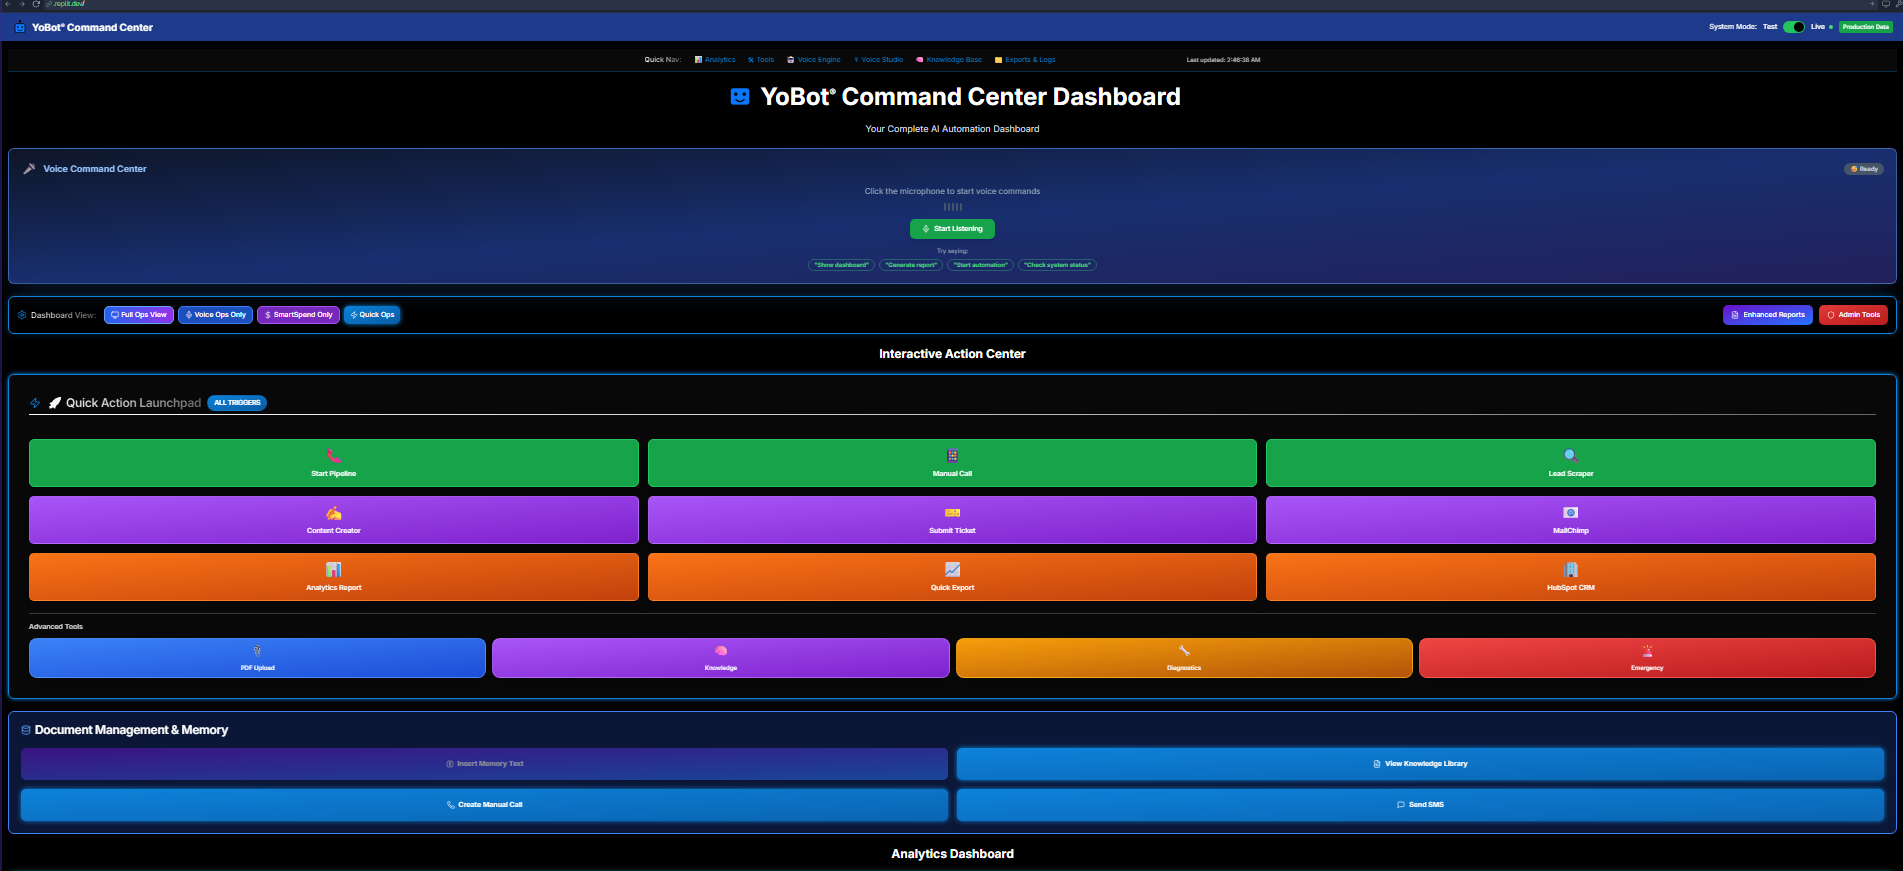 .replit.dev/
YoBot® Command Center
System Mode: Test Live Production Data
Quick Nav: Analytics Tools Voice Engine Voice Studio Knowledge Base Exports & Logs Last updated: 2:46:38 AM
YoBot® Command Center Dashboard
Your Complete AI Automation Dashboard
Voice Command Center
Ready
Click the microphone to start voice commands
Start Listening
Try saying:
"Show dashboard" "Generate report" "Start automation" "Check system status"
Dashboard View: Full Ops View Voice Ops Only SmartSpend Only Quick Ops Enhanced Reports Admin Tools
Interactive Action Center
Quick Action Launchpad ALL TRIGGERS
Start Pipeline Manual Call Lead Scraper
Content Creator Submit Ticket MailChimp
Analytics Report Quick Export HubSpot CRM
Advanced Tools
PDF Upload Knowledge Diagnostics Emergency
Document Management & Memory
Insert Memory Text View Knowledge Library
Create Manual Call Send SMS
Analytics Dashboard